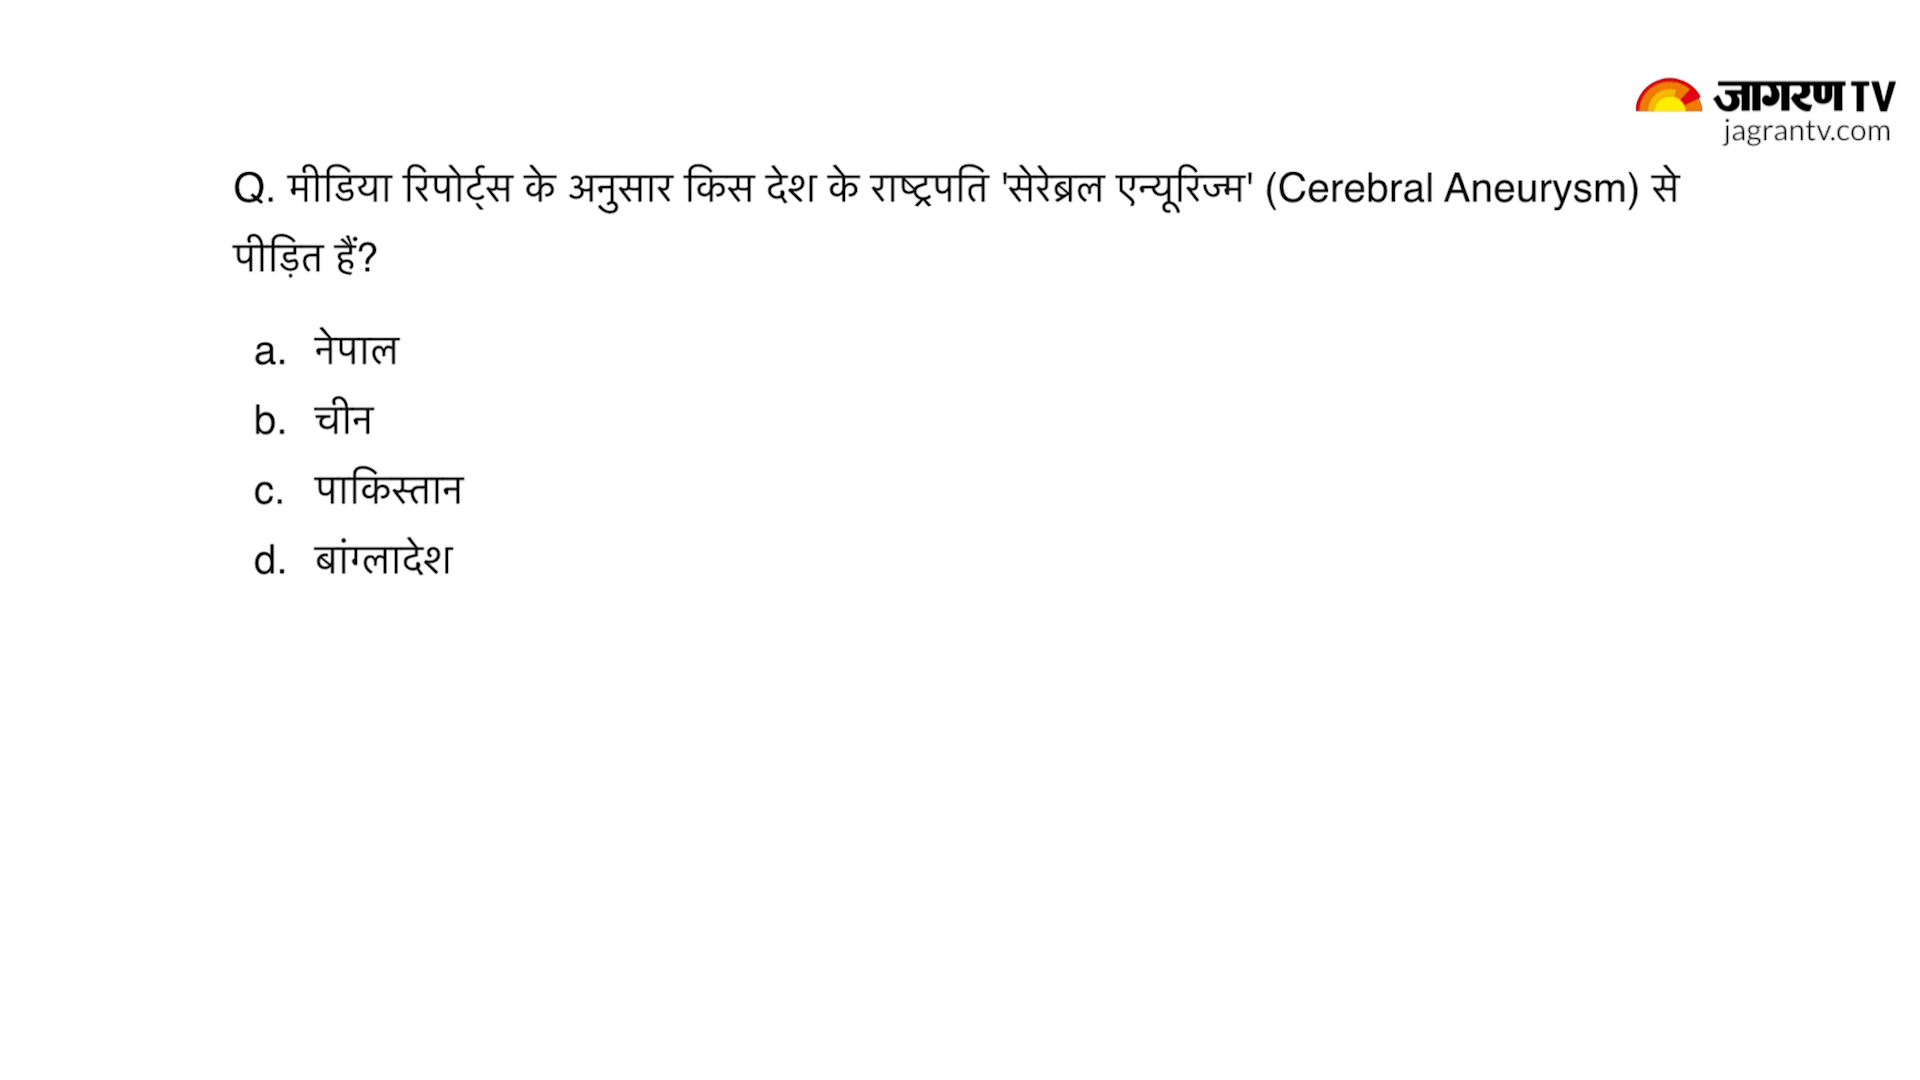 जागरण TV
jagrantv.com
Q. मीडिया रिपोर्ट्स के अनुसार किस देश के राष्ट्रपति 'सेरेब्रल एन्यूरिज्म' (Cerebral Aneurysm) से
पीड़ित हैं?
a. नेपाल
b. चीन
c. पाकिस्तान
d. बांग्लादेश